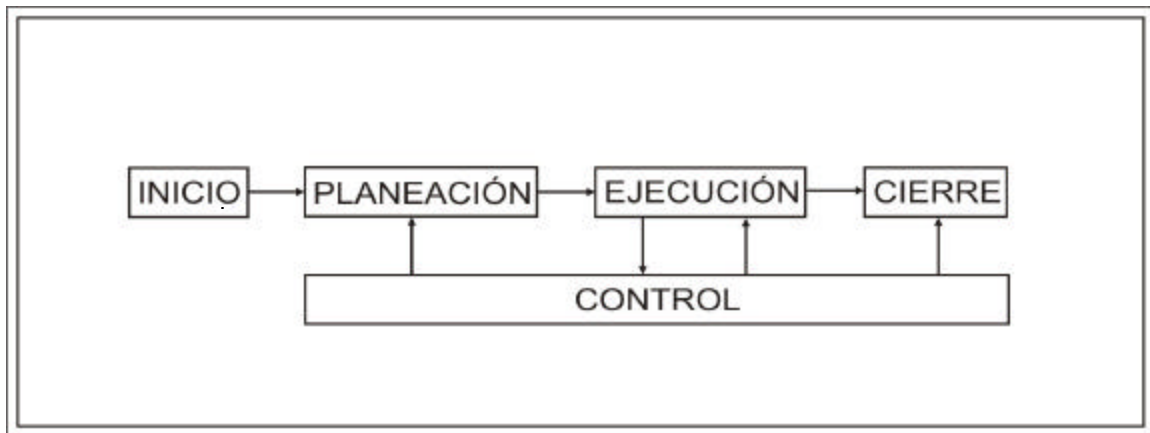 INICIO
PLANEACIÓN
EJECUCIÓN
CIERRE
CONTROL